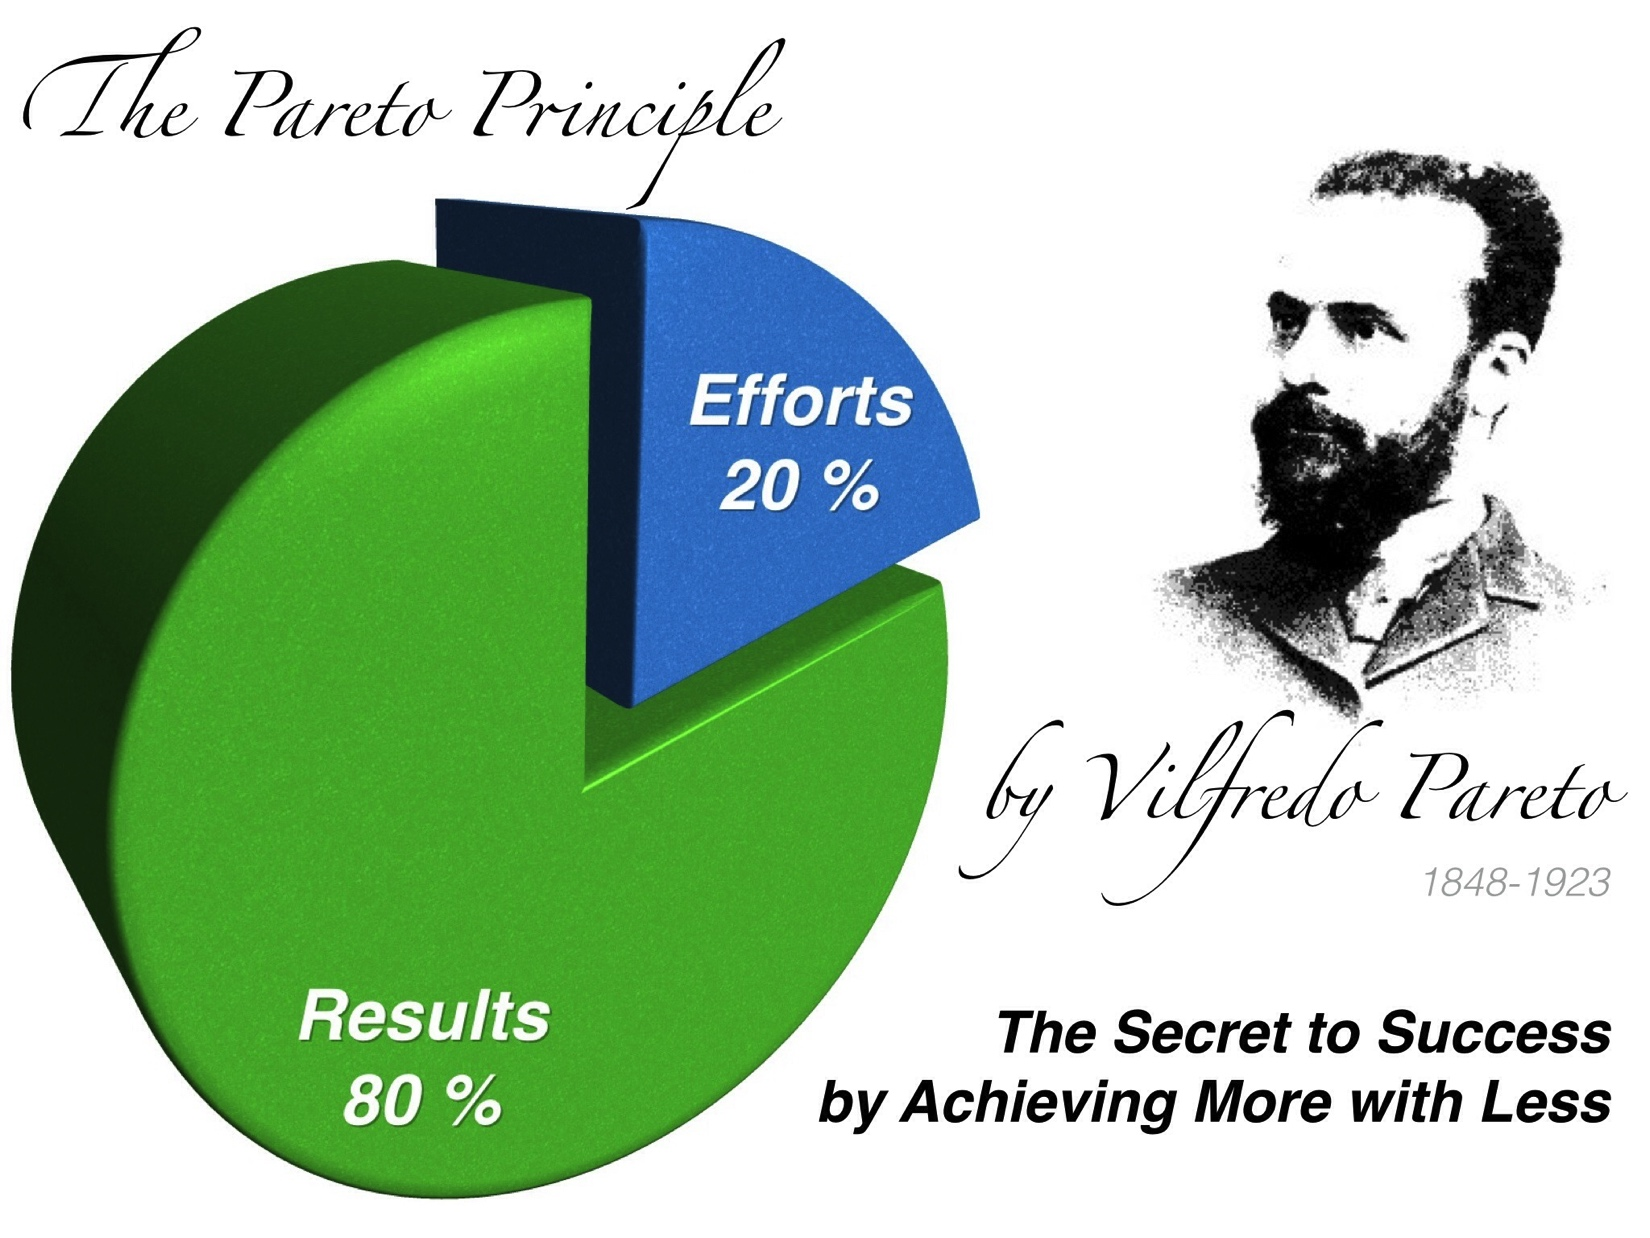 The Pareto Principle
Efforts
20 %
Results
80 %
by Vilfredo Pareto
1848-1923
The Secret to Success
by Achieving More with Less